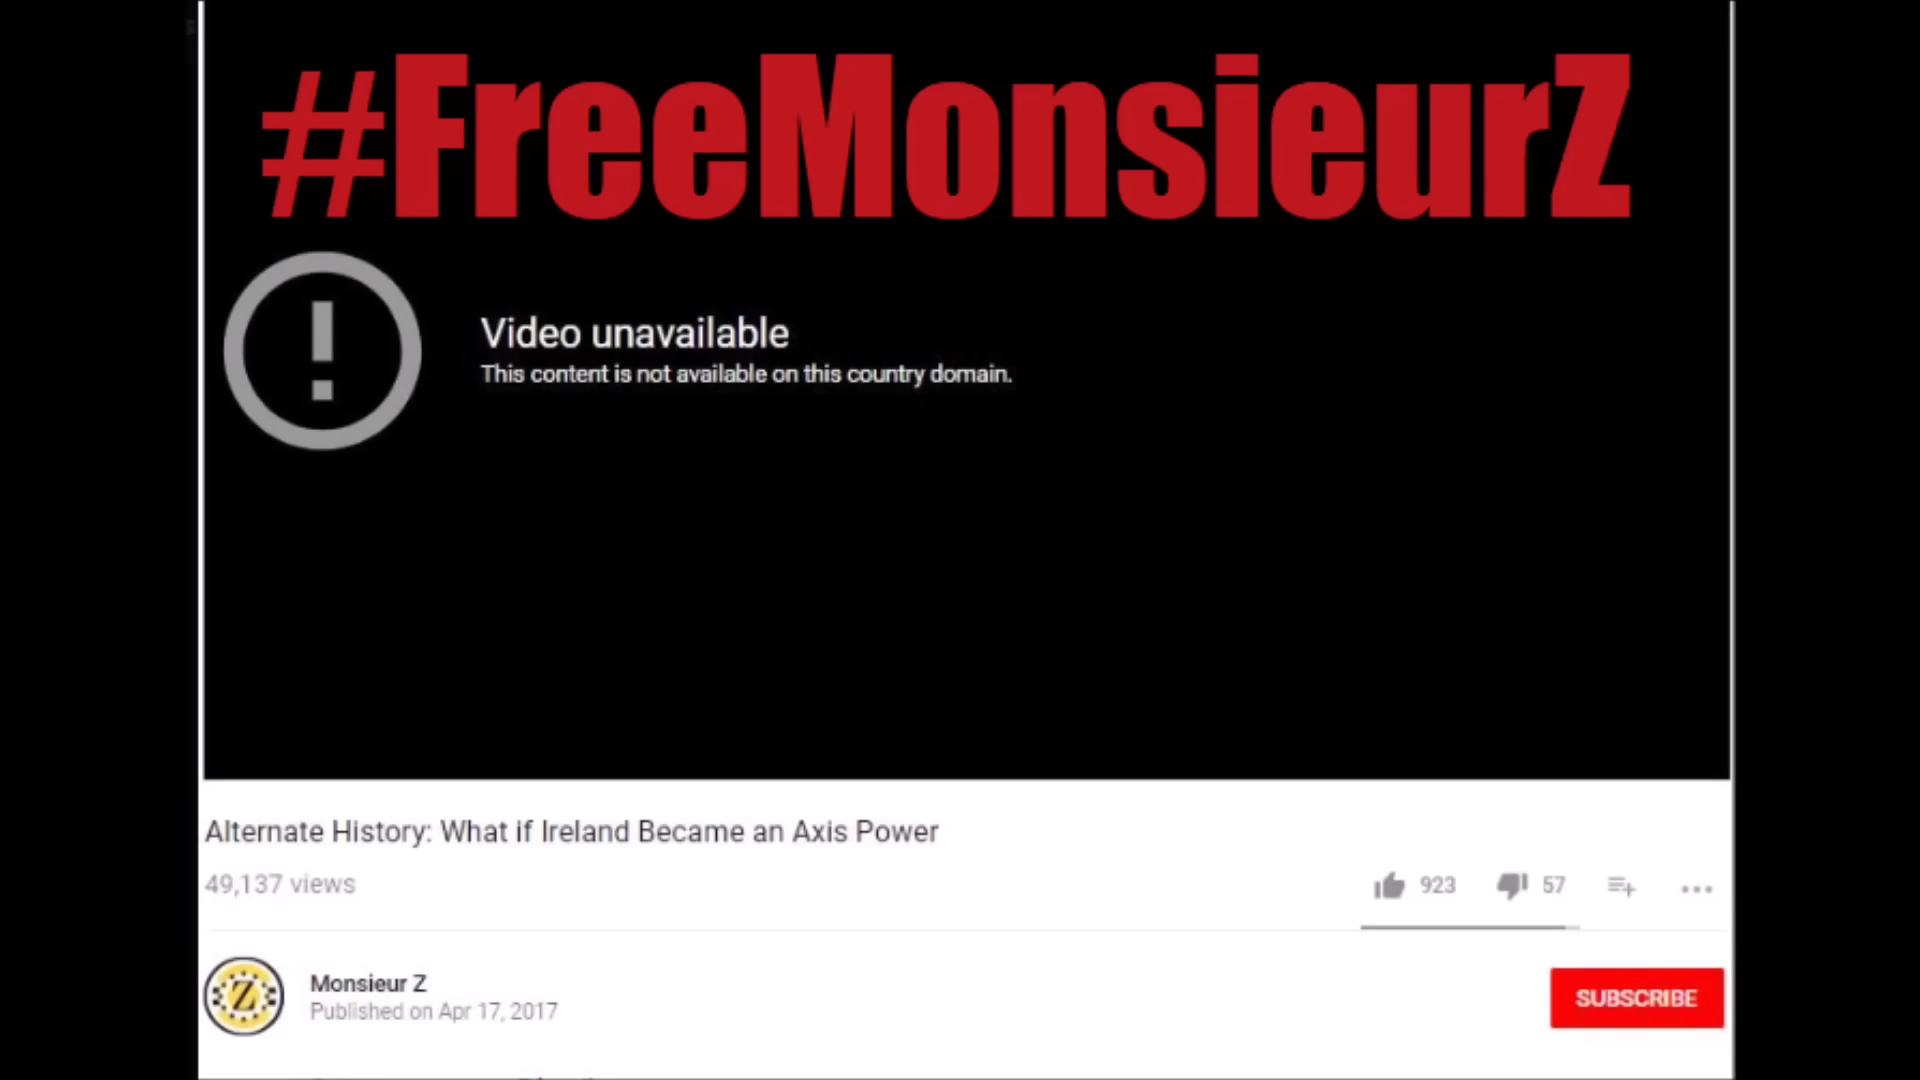 #FreeMonsieurZ
Video unavailable
This content is not available on this country domain.
Alternate History: What if Ireland Became an Axis Power
49,137 views
923
57
Z
Monsieur Z
Published on Apr 17, 2017
SUBSCRIBE